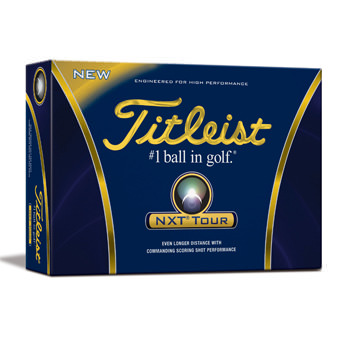 NEW
ENGINEERED FOR HIGH PERFORMANCE
Titleist
#1 ball in golf.®
NXT® TOUR
EVEN LONGER DISTANCE WITH
COMMANDING SCORING SHOT PERFORMANCE
Titleist